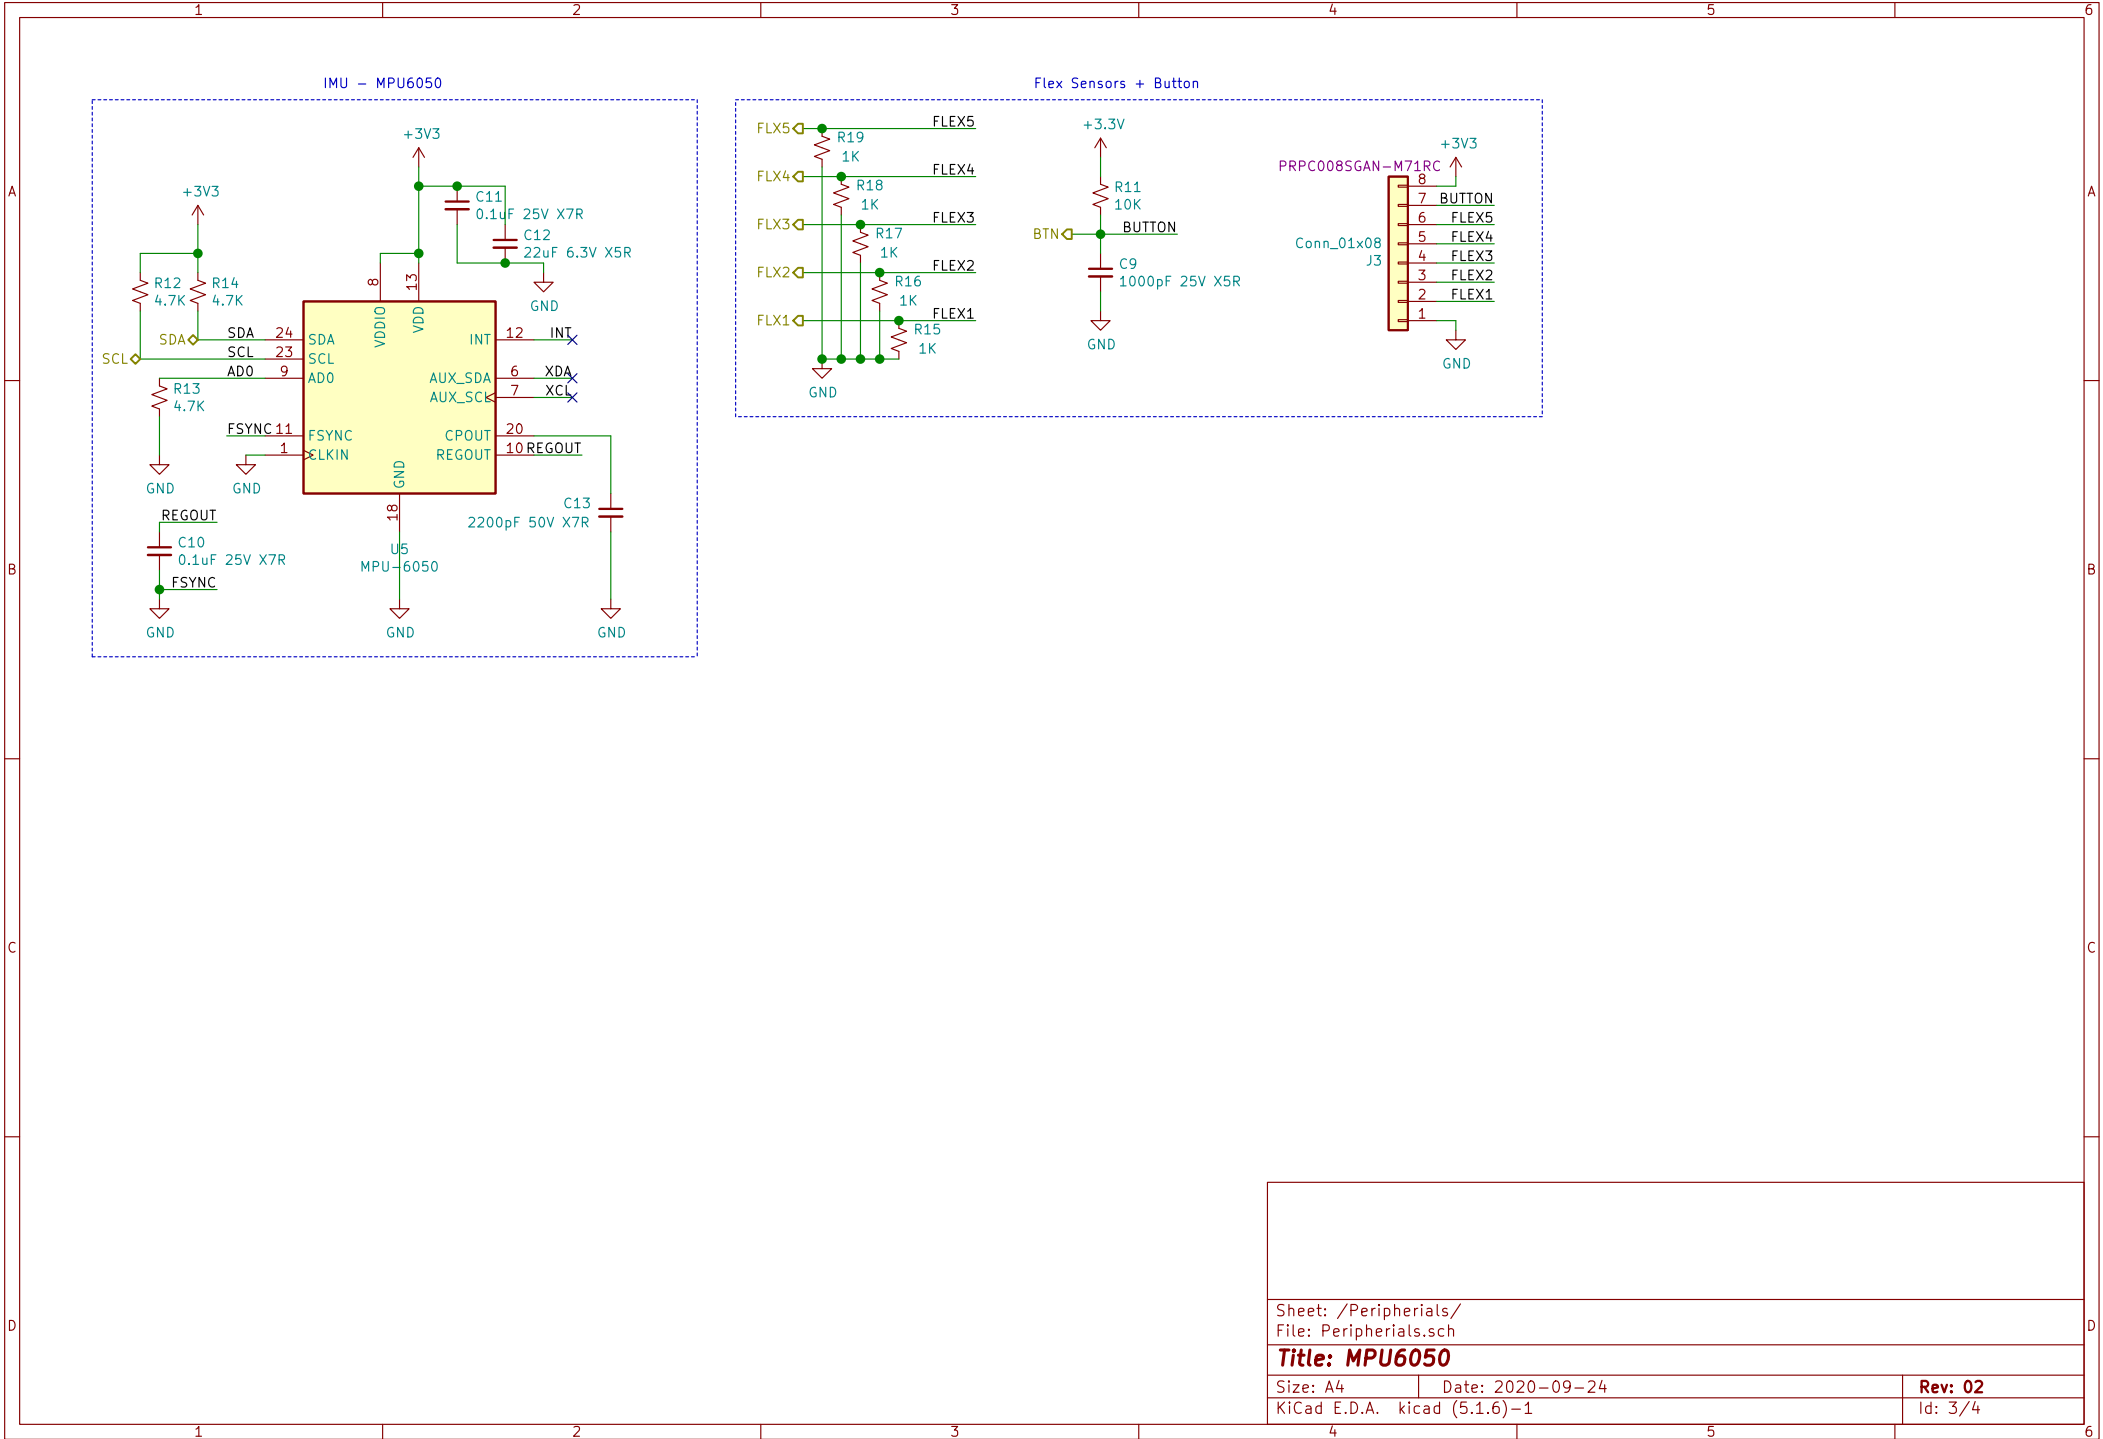 1 2 3 4 5 6
A
B
C
D
IMU - MPU6050
+3V3
+3V3
C11
0.1uF 25V X7R
C12
22uF 6.3V X5R
GND
R12
4.7K
R14
4.7K
8
13
VDDIO
VDD
SDA
SDA
24
SDA
SCL
SCL
23
SCL
AD0
9
AD0
R13
4.7K
GND
FSYNC
11
FSYNC
1
CLKIN
GND
INT
12
INT
AUX_SDA
6
XDA
AUX_SCL
7
XCL
CPOUT
20
REGOUT
10
REGOUT
GND
18
U5
MPU-6050
GND
C13
2200pF 50V X7R
GND
REGOUT
C10
0.1uF 25V X7R
FSYNC
GND
Flex Sensors + Button
FLX5
FLEX5
R19
1K
FLX4
FLEX4
R18
1K
FLX3
FLEX3
R17
1K
FLX2
FLEX2
R16
1K
FLX1
FLEX1
R15
1K
GND
+3.3V
R11
10K
BTN
BUTTON
C9
1000pF 25V X5R
GND
PRPC008SGAN-M71RC
+3V3
Conn_01x08
J3
8
7 BUTTON
6 FLEX5
5 FLEX4
4 FLEX3
3 FLEX2
2 FLEX1
1
GND
Sheet: /Peripherials/
File: Peripherials.sch
Title: MPU6050
Size: A4
Date: 2020-09-24
Rev: 02
KiCad E.D.A. kicad (5.1.6)-1
Id: 3/4
A
B
C
D
1 2 3 4 5 6